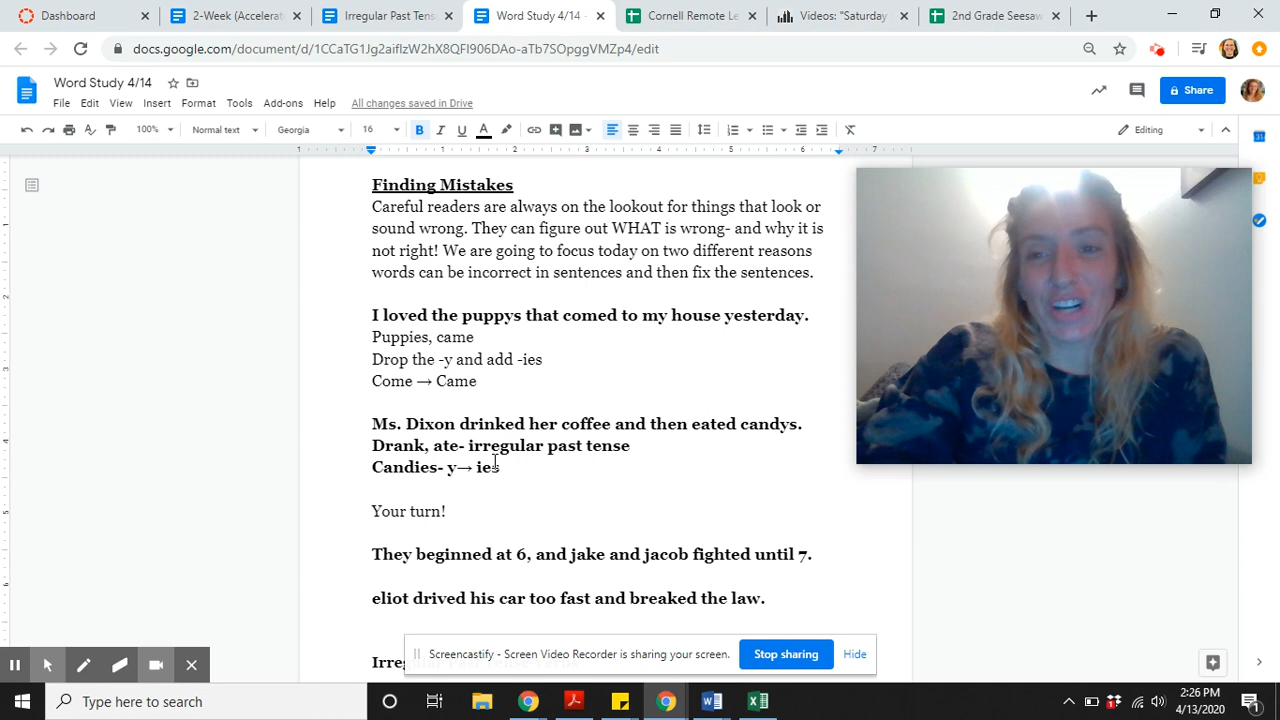 Dashboard
2-Week (Accelerat
Irregular Past Tens
Word Study 4/14 -
Cornell Remote Le
Videos: "Saturday
2nd Grade Seesaw
docs.google.com/document/d/1CCaTG1Jg2aiflzW2hX8QFI906DAo-aTb7SOpggVMZp4/edit
Word Study 4/14
File Edit View Insert Format Tools Add-ons Help All changes saved in Drive
Share
100% Normal text Georgia 16 B I U A Editing
1 1 2 3 4 5 6 7
Finding Mistakes
Careful readers are always on the lookout for things that look or
sound wrong. They can figure out WHAT is wrong- and why it is
not right! We are going to focus today on two different reasons
words can be incorrect in sentences and then fix the sentences.
I loved the puppys that comed to my house yesterday.
Puppies, came
Drop the -y and add -ies
Come → Came
Ms. Dixon drinked her coffee and then eated candys.
Drank, ate- irregular past tense
Candies- y→ ies
Your turn!
They beginned at 6, and jake and jacob fighted until 7.
eliot drived his car too fast and breaked the law.
Screencastify - Screen Video Recorder is sharing your screen.
Stop sharing
Hide
Type here to search
2:26 PM
4/13/2020